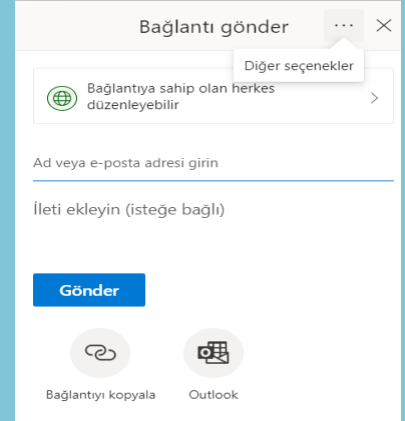 Bağlantı gönder
Diğer seçenekler
Bağlantıya sahip olan herkes
düzenleyebilir
Ad veya e-posta adresi girin
İleti ekleyin (isteğe bağlı)
Gönder
Bağlantıyı kopyala
Outlook